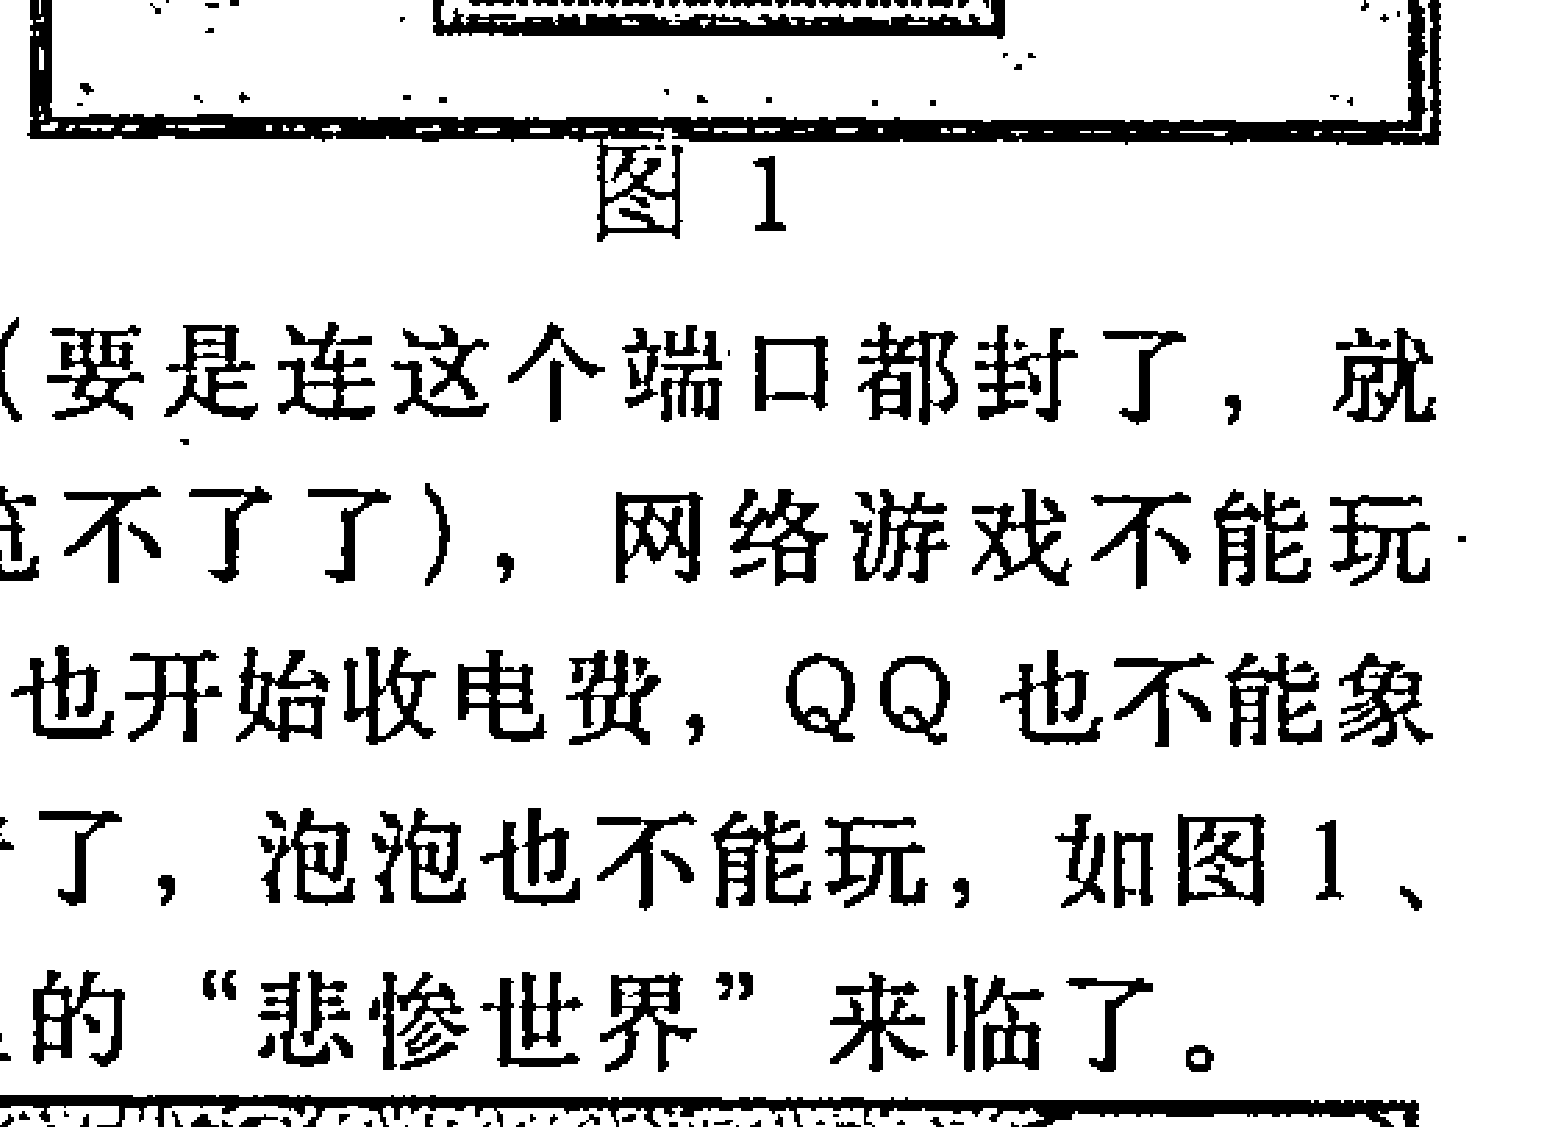 图 1
(要是连这个端口都封了，就
不了了)，网络游戏不能玩
也开始收电费，QQ 也不能象
了，泡泡也不能玩，如图 1、
的“悲惨世界”来临了。